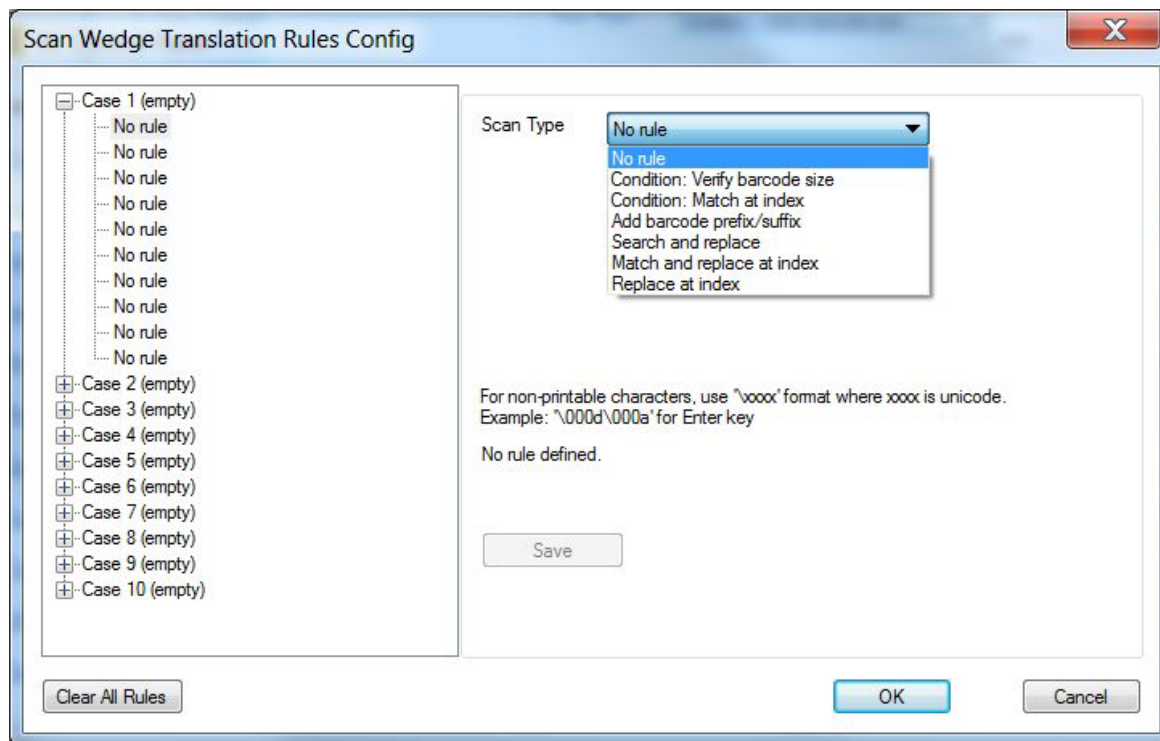 Scan Wedge Translation Rules Config
Case 1 (empty)
No rule
No rule
No rule
No rule
No rule
No rule
No rule
No rule
No rule
No rule
Case 2 (empty)
Case 3 (empty)
Case 4 (empty)
Case 5 (empty)
Case 6 (empty)
Case 7 (empty)
Case 8 (empty)
Case 9 (empty)
Case 10 (empty)
Scan Type
No rule
No rule
Condition: Verify barcode size
Condition: Match at index
Add barcode prefix/suffix
Search and replace
Match and replace at index
Replace at index
For non-printable characters, use '\xxxx' format where xxxx is unicode.
Example: '\000d\000a' for Enter key
No rule defined.
Save
Clear All Rules
OK
Cancel